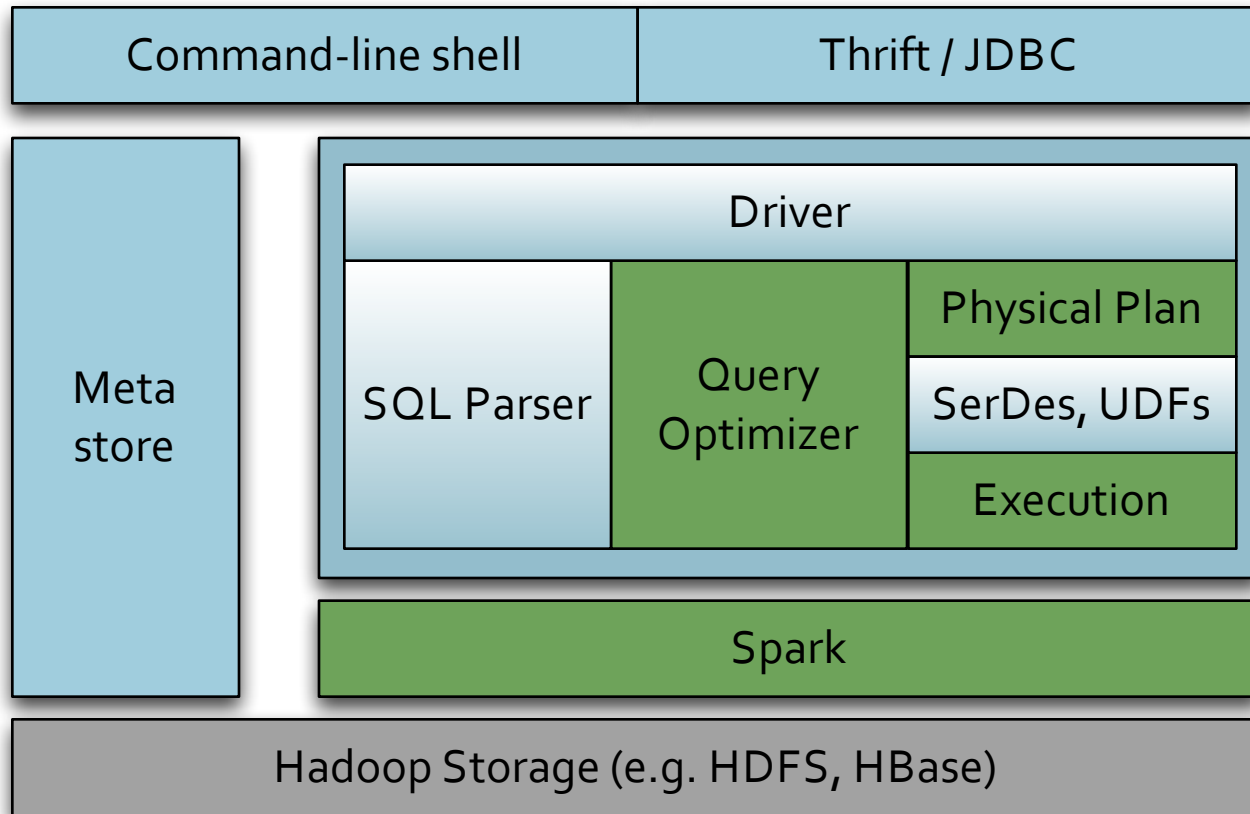 Command-line shell
Thrift / JDBC
Meta
store
Driver
SQL Parser
Query
Optimizer
Physical Plan
SerDes, UDFs
Execution
Spark
Hadoop Storage (e.g. HDFS, HBase)